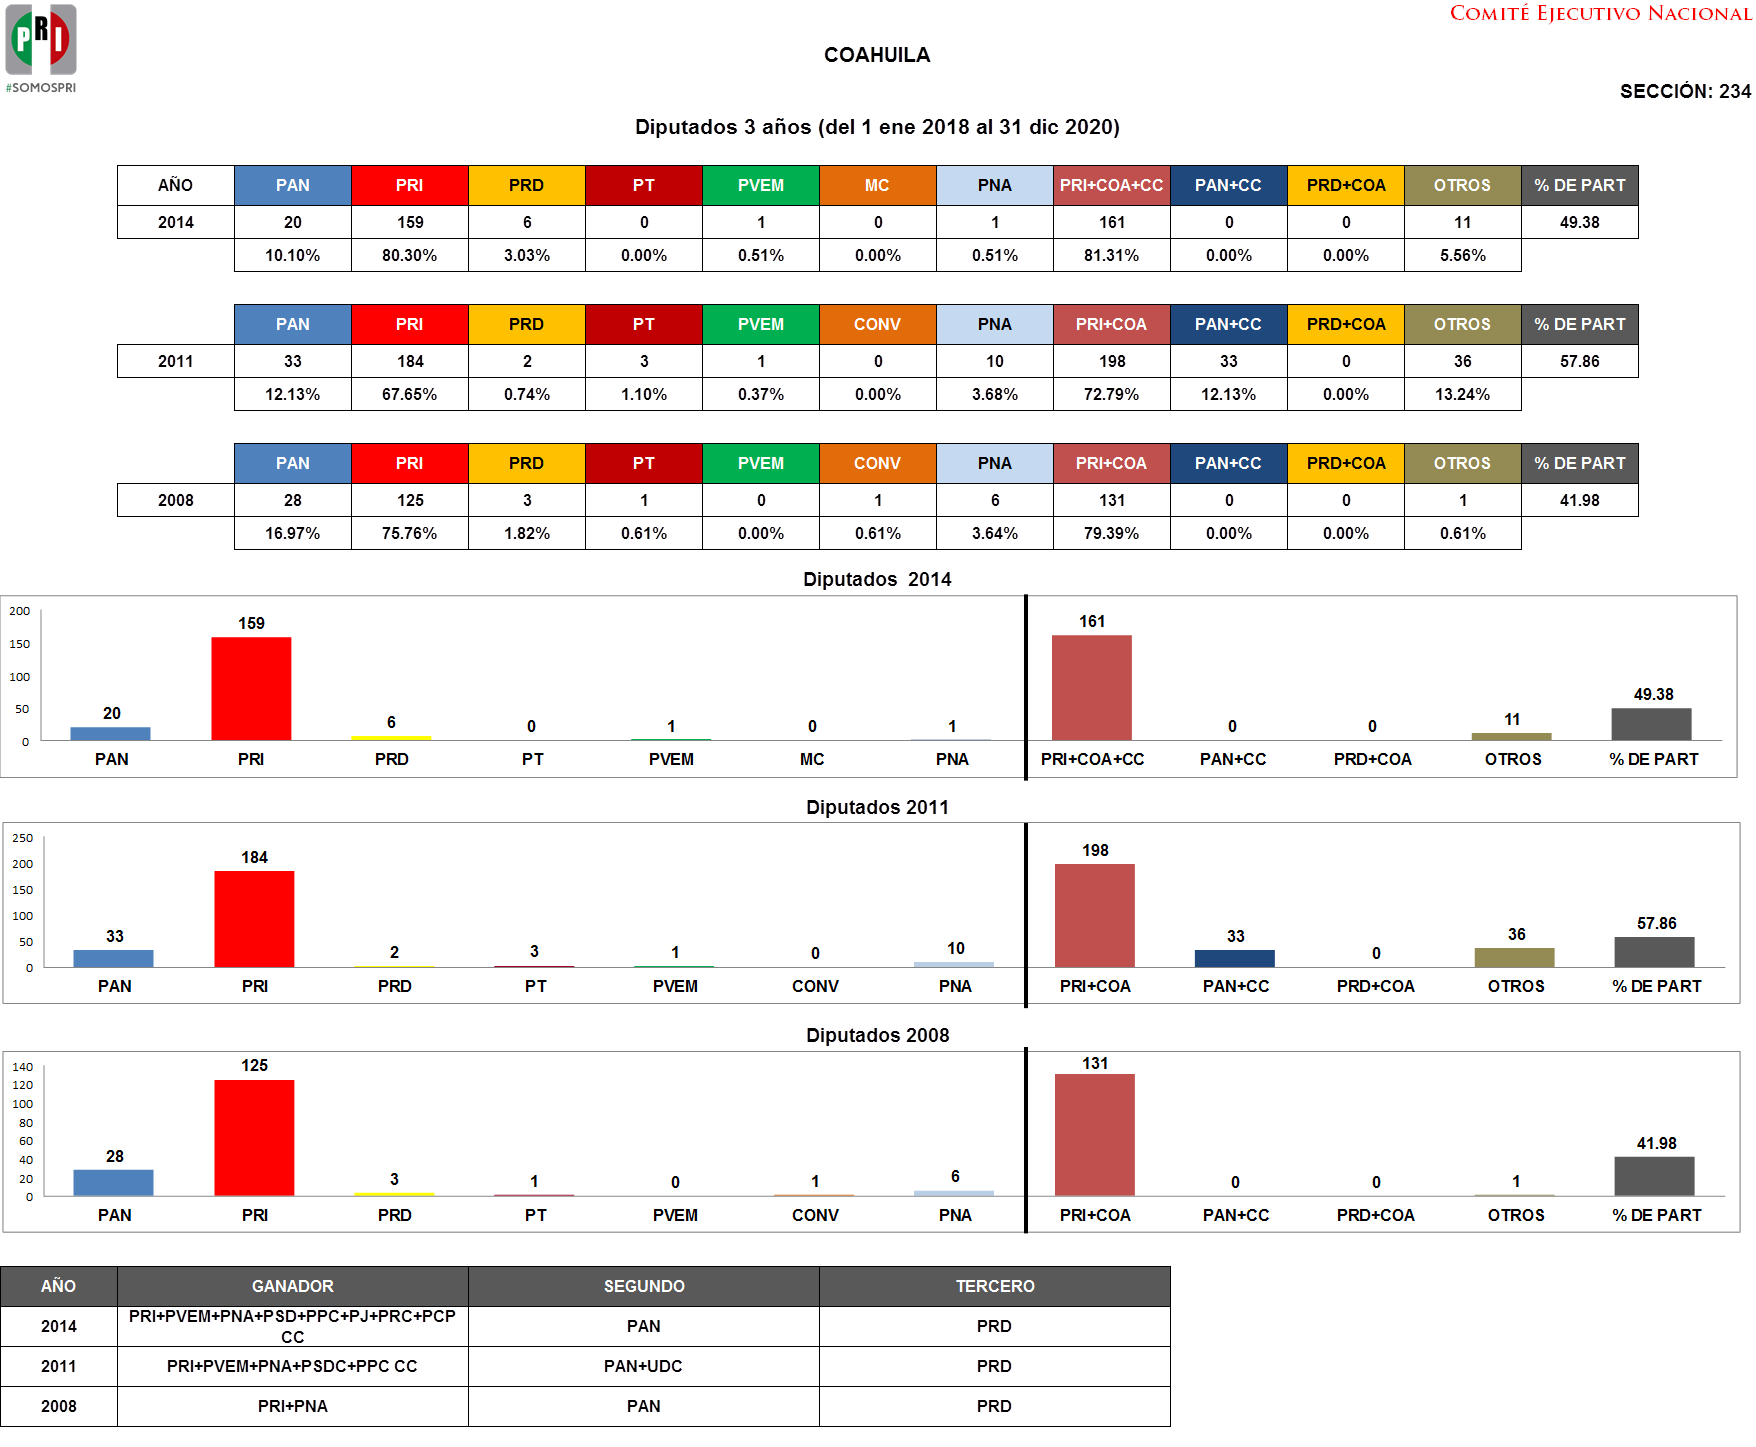 COMITÉ EJECUTIVO NACIONAL
PRI
#SOMOSPRI
COAHUILA
SECCIÓN: 234
Diputados 3 años (del 1 ene 2018 al 31 dic 2020)
AÑO PAN PRI PRD PT PVEM MC PNA PRI+COA+CC PAN+CC PRD+COA OTROS % DE PART
2014 20 159 6 0 1 0 1 161 0 0 11 49.38
10.10% 80.30% 3.03% 0.00% 0.51% 0.00% 0.51% 81.31% 0.00% 0.00% 5.56%
PAN PRI PRD PT PVEM CONV PNA PRI+COA PAN+CC PRD+COA OTROS % DE PART
2011 33 184 2 3 1 0 10 198 33 0 36 57.86
12.13% 67.65% 0.74% 1.10% 0.37% 0.00% 3.68% 72.79% 12.13% 0.00% 13.24%
PAN PRI PRD PT PVEM CONV PNA PRI+COA PAN+CC PRD+COA OTROS % DE PART
2008 28 125 3 1 0 1 6 131 0 0 1 41.98
16.97% 75.76% 1.82% 0.61% 0.00% 0.61% 3.64% 79.39% 0.00% 0.00% 0.61%
Diputados 2014
200
150
100
50
0
20 159 6 0 1 0 1 161 0 0 11 49.38
PAN PRI PRD PT PVEM MC PNA PRI+COA+CC PAN+CC PRD+COA OTROS % DE PART
Diputados 2011
250
200
150
100
50
0
33 184 2 3 1 0 10 198 33 0 36 57.86
PAN PRI PRD PT PVEM CONV PNA PRI+COA PAN+CC PRD+COA OTROS % DE PART
Diputados 2008
140
120
100
80
60
40
20
0
28 125 3 1 0 1 6 131 0 0 1 41.98
PAN PRI PRD PT PVEM CONV PNA PRI+COA PAN+CC PRD+COA OTROS % DE PART
AÑO GANADOR SEGUNDO TERCERO
2014 PRI+PVEM+PNA+PSD+PPC+PJ+PRC+PCP CC PAN PRD
2011 PRI+PVEM+PNA+PSDC+PPC CC PAN+UDC PRD
2008 PRI+PNA PAN PRD